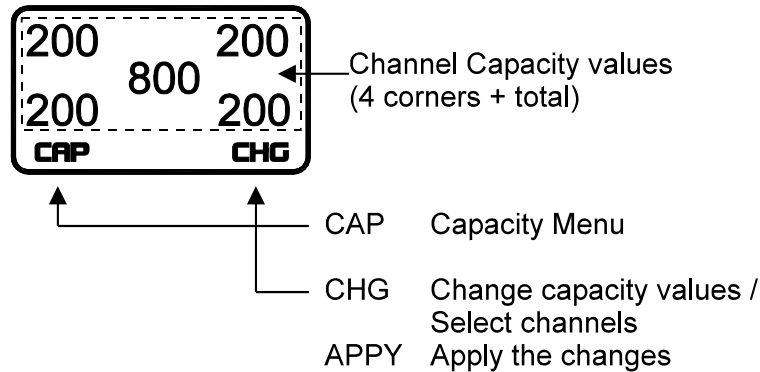 200 200
800
200 200
CAP CHG
Channel Capacity values
(4 corners + total)
CAP Capacity Menu
CHG Change capacity values /
Select channels
APPY Apply the changes